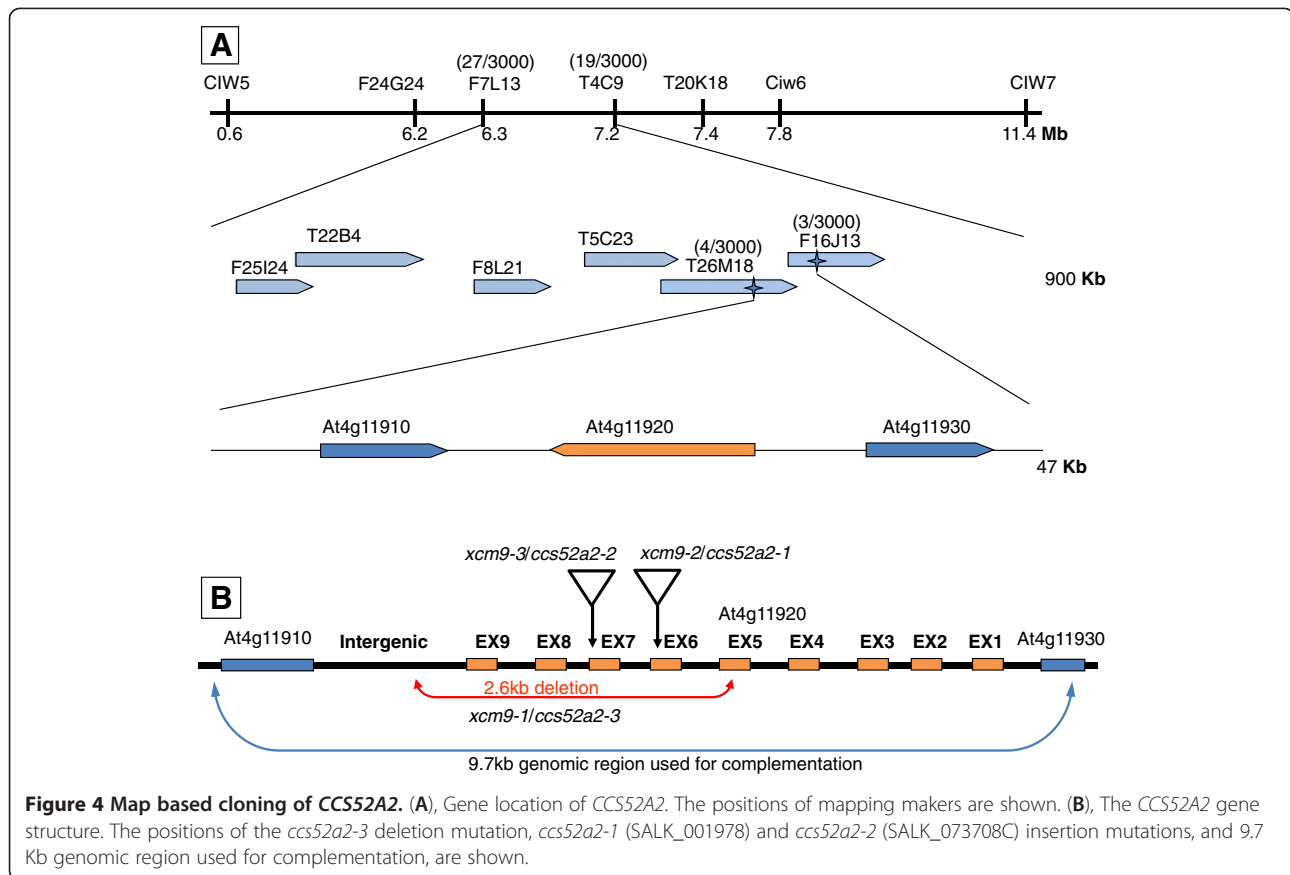 A
(27/3000) (19/3000)
CIW5 F24G24 F7L13 T4C9 T20K18 Ciw6 CIW7
0.6 6.2 6.3 7.2 7.4 7.8 11.4 Mb
(3/3000)
T22B4 T5C23 (4/3000) F16J13
F25I24 F8L21 T26M18
900 Kb
At4g11910 At4g11920 At4g11930
47 Kb
xcm9-3/ccs52a2-2 xcm9-2/ccs52a2-1
B
At4g11920
At4g11910 Intergenic EX9 EX8 EX7 EX6 EX5 EX4 EX3 EX2 EX1 At4g11930
2.6kb deletion
xcm9-1/ccs52a2-3
9.7kb genomic region used for complementation
Figure 4 Map based cloning of CCS52A2. (A), Gene location of CCS52A2. The positions of mapping makers are shown. (B), The CCS52A2 gene
structure. The positions of the ccs52a2-3 deletion mutation, ccs52a2-1 (SALK_001978) and ccs52a2-2 (SALK_073708C) insertion mutations, and 9.7
Kb genomic region used for complementation, are shown.